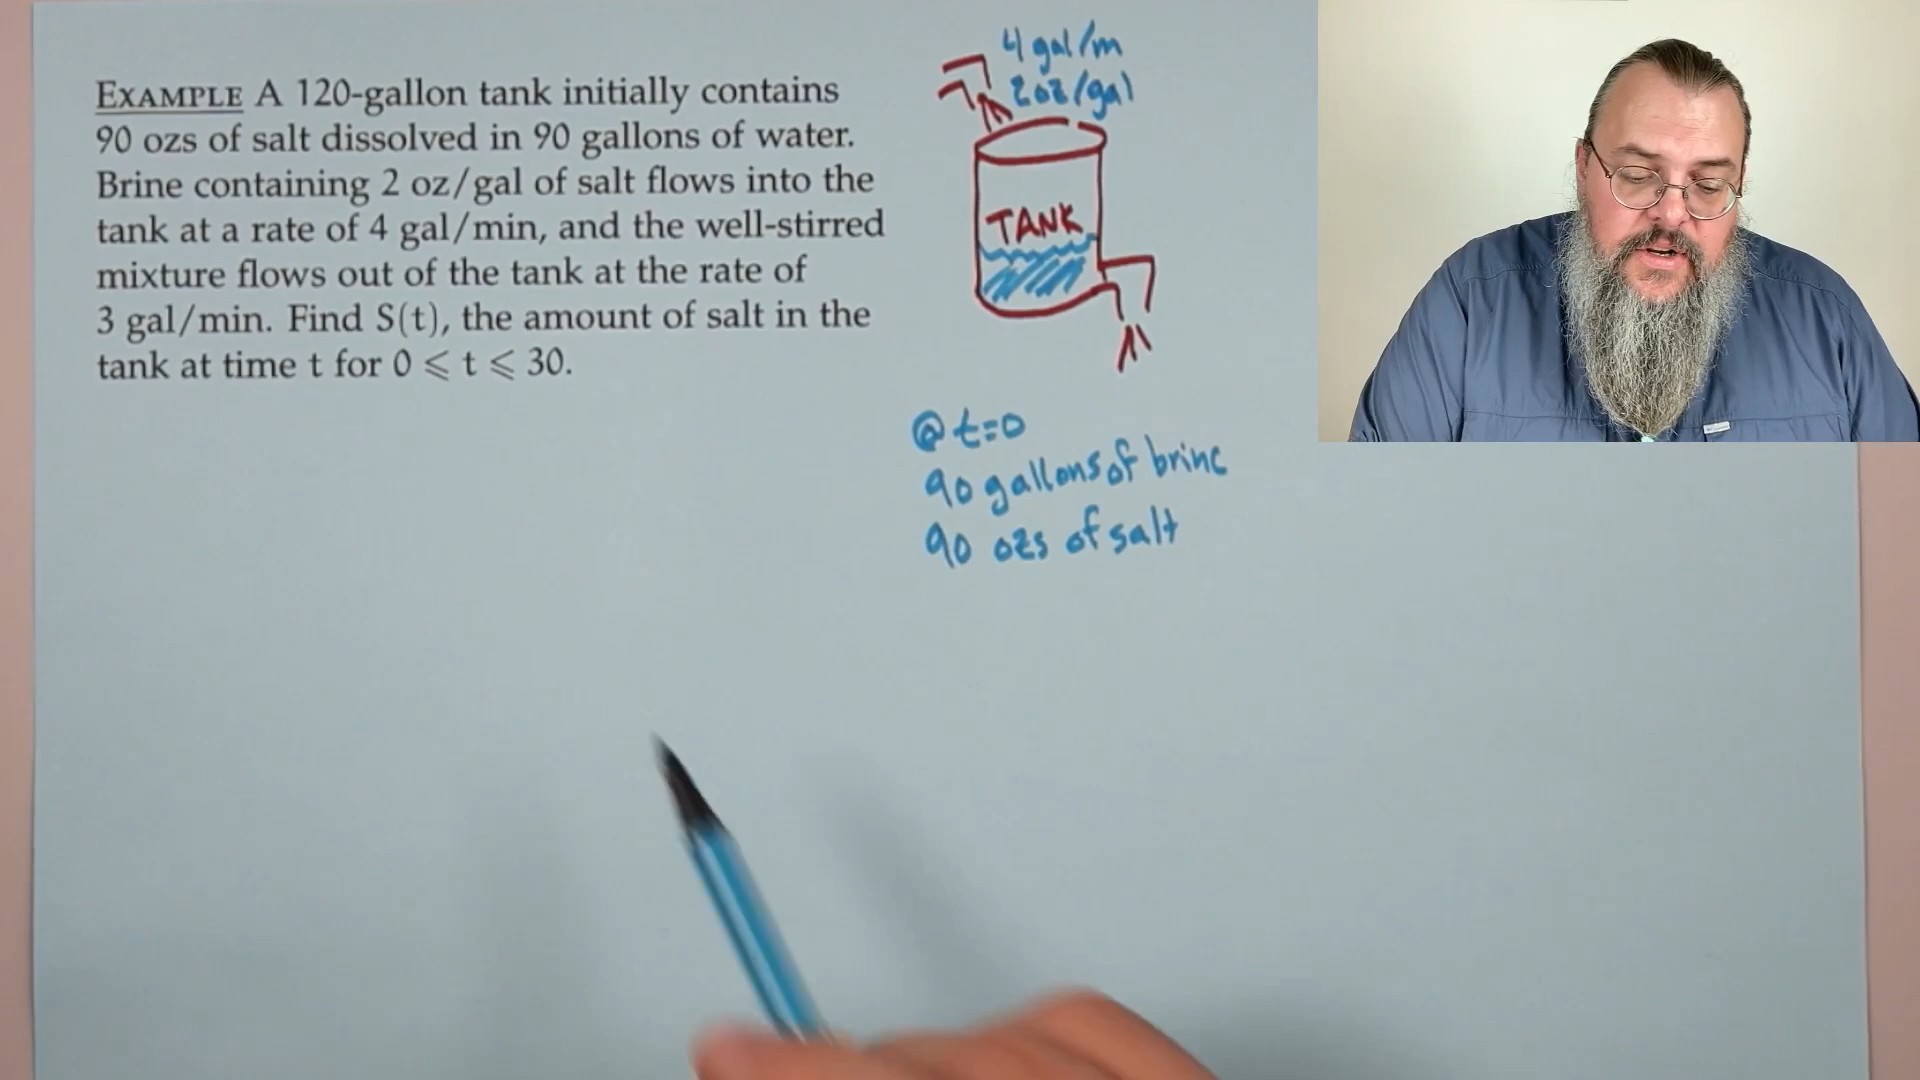 EXAMPLE A 120-gallon tank initially contains
90 ozs of salt dissolved in 90 gallons of water.
Brine containing 2 oz/gal of salt flows into the
tank at a rate of 4 gal/min, and the well-stirred
mixture flows out of the tank at the rate of
3 gal/min. Find S(t), the amount of salt in the
tank at time t for 0 ⩽ t ⩽ 30.
4 gal/m
2oz/gal
TANK
@ t=0
90 gallons of brine
90 ozs of salt